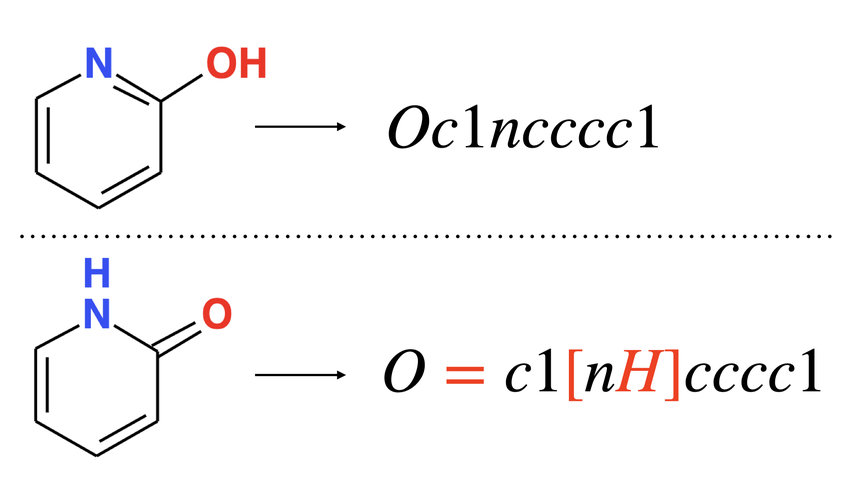 N OH
Oc1ncccc1
H
N O
O = c1[nH]cccc1